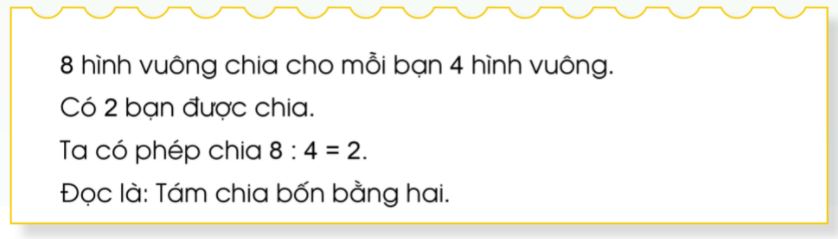 8 hình vuông chia cho mỗi bạn 4 hình vuông.
Có 2 bạn được chia.
Ta có phép chia 8 : 4 = 2.
Đọc là: Tám chia bốn bằng hai.